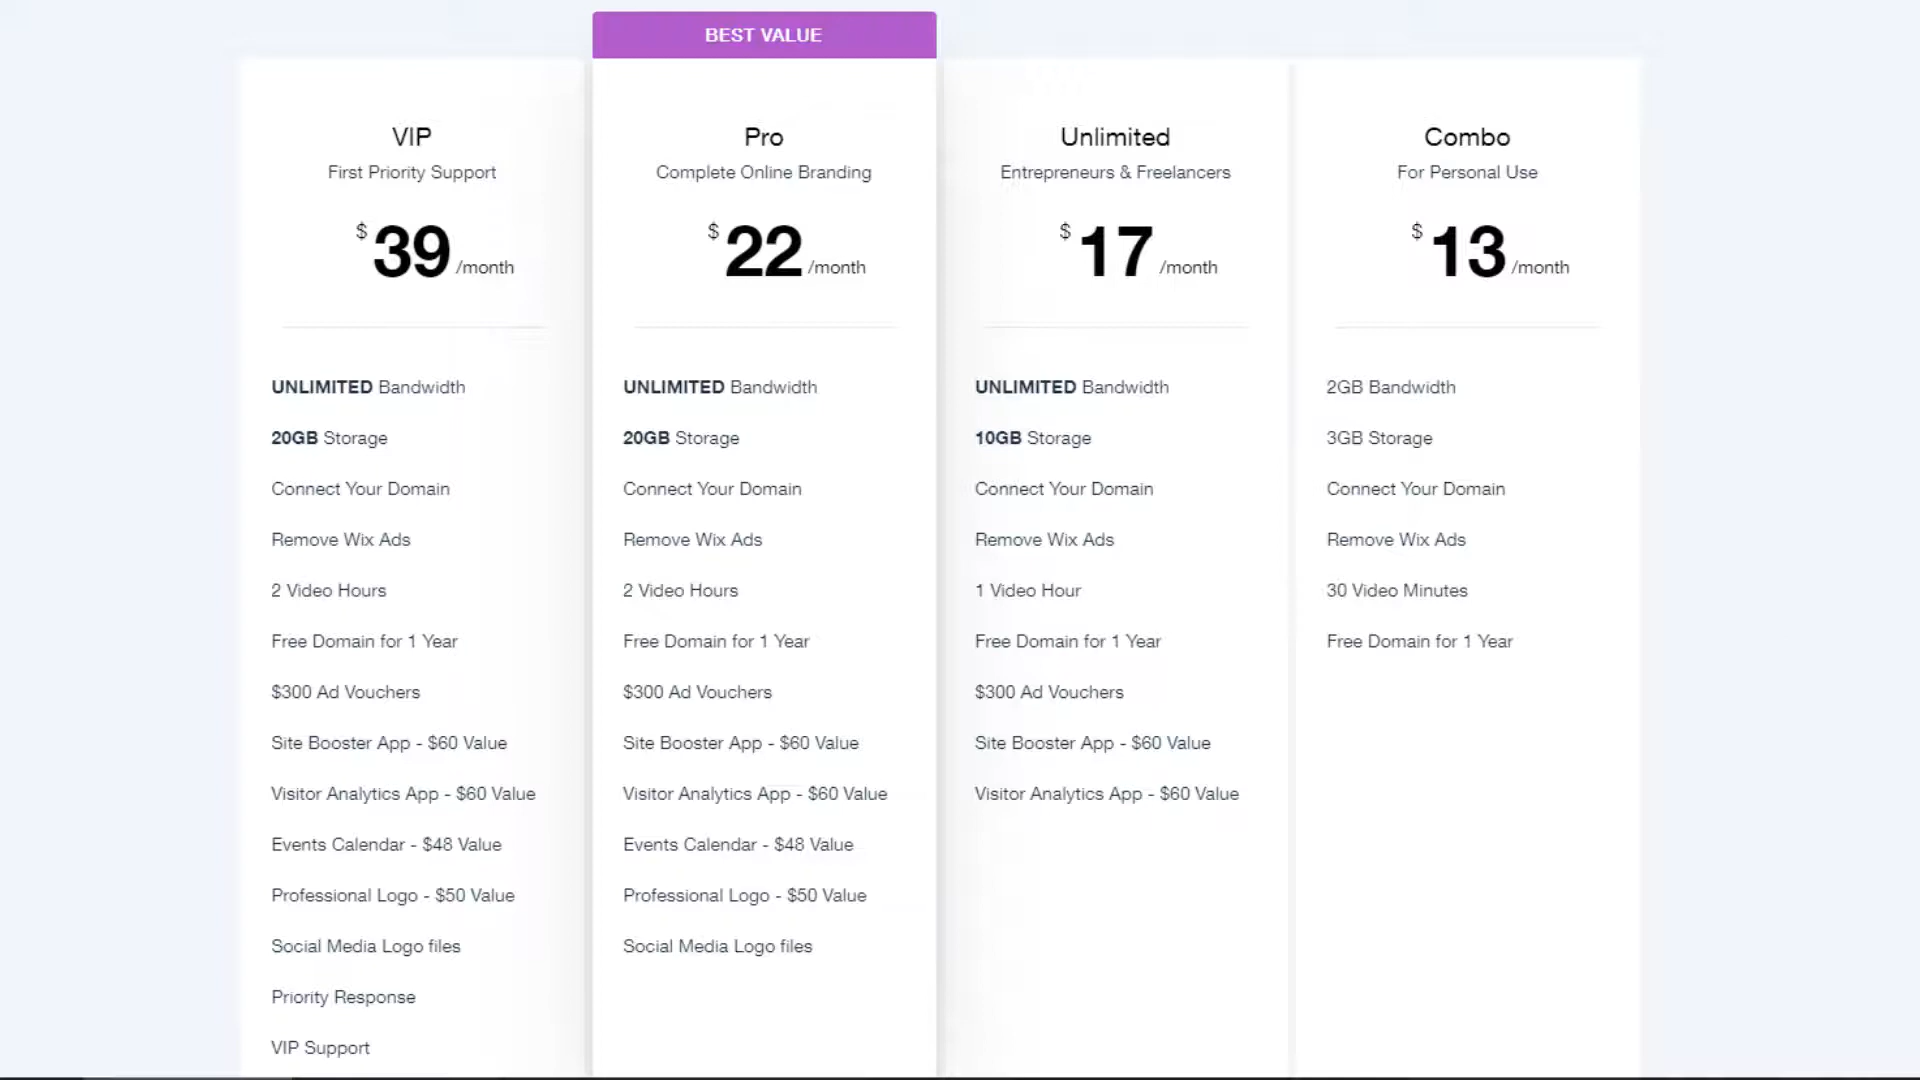 BEST VALUE
VIP
First Priority Support
$39/month
UNLIMITED Bandwidth
20GB Storage
Connect Your Domain
Remove Wix Ads
2 Video Hours
Free Domain for 1 Year
$300 Ad Vouchers
Site Booster App - $60 Value
Visitor Analytics App - $60 Value
Events Calendar - $48 Value
Professional Logo - $50 Value
Social Media Logo files
Priority Response
VIP Support
Pro
Complete Online Branding
$22/month
UNLIMITED Bandwidth
20GB Storage
Connect Your Domain
Remove Wix Ads
2 Video Hours
Free Domain for 1 Year
$300 Ad Vouchers
Site Booster App - $60 Value
Visitor Analytics App - $60 Value
Events Calendar - $48 Value
Professional Logo - $50 Value
Social Media Logo files
Unlimited
Entrepreneurs & Freelancers
$17/month
UNLIMITED Bandwidth
10GB Storage
Connect Your Domain
Remove Wix Ads
1 Video Hour
Free Domain for 1 Year
$300 Ad Vouchers
Site Booster App - $60 Value
Visitor Analytics App - $60 Value
Combo
For Personal Use
$13/month
2GB Bandwidth
3GB Storage
Connect Your Domain
Remove Wix Ads
30 Video Minutes
Free Domain for 1 Year